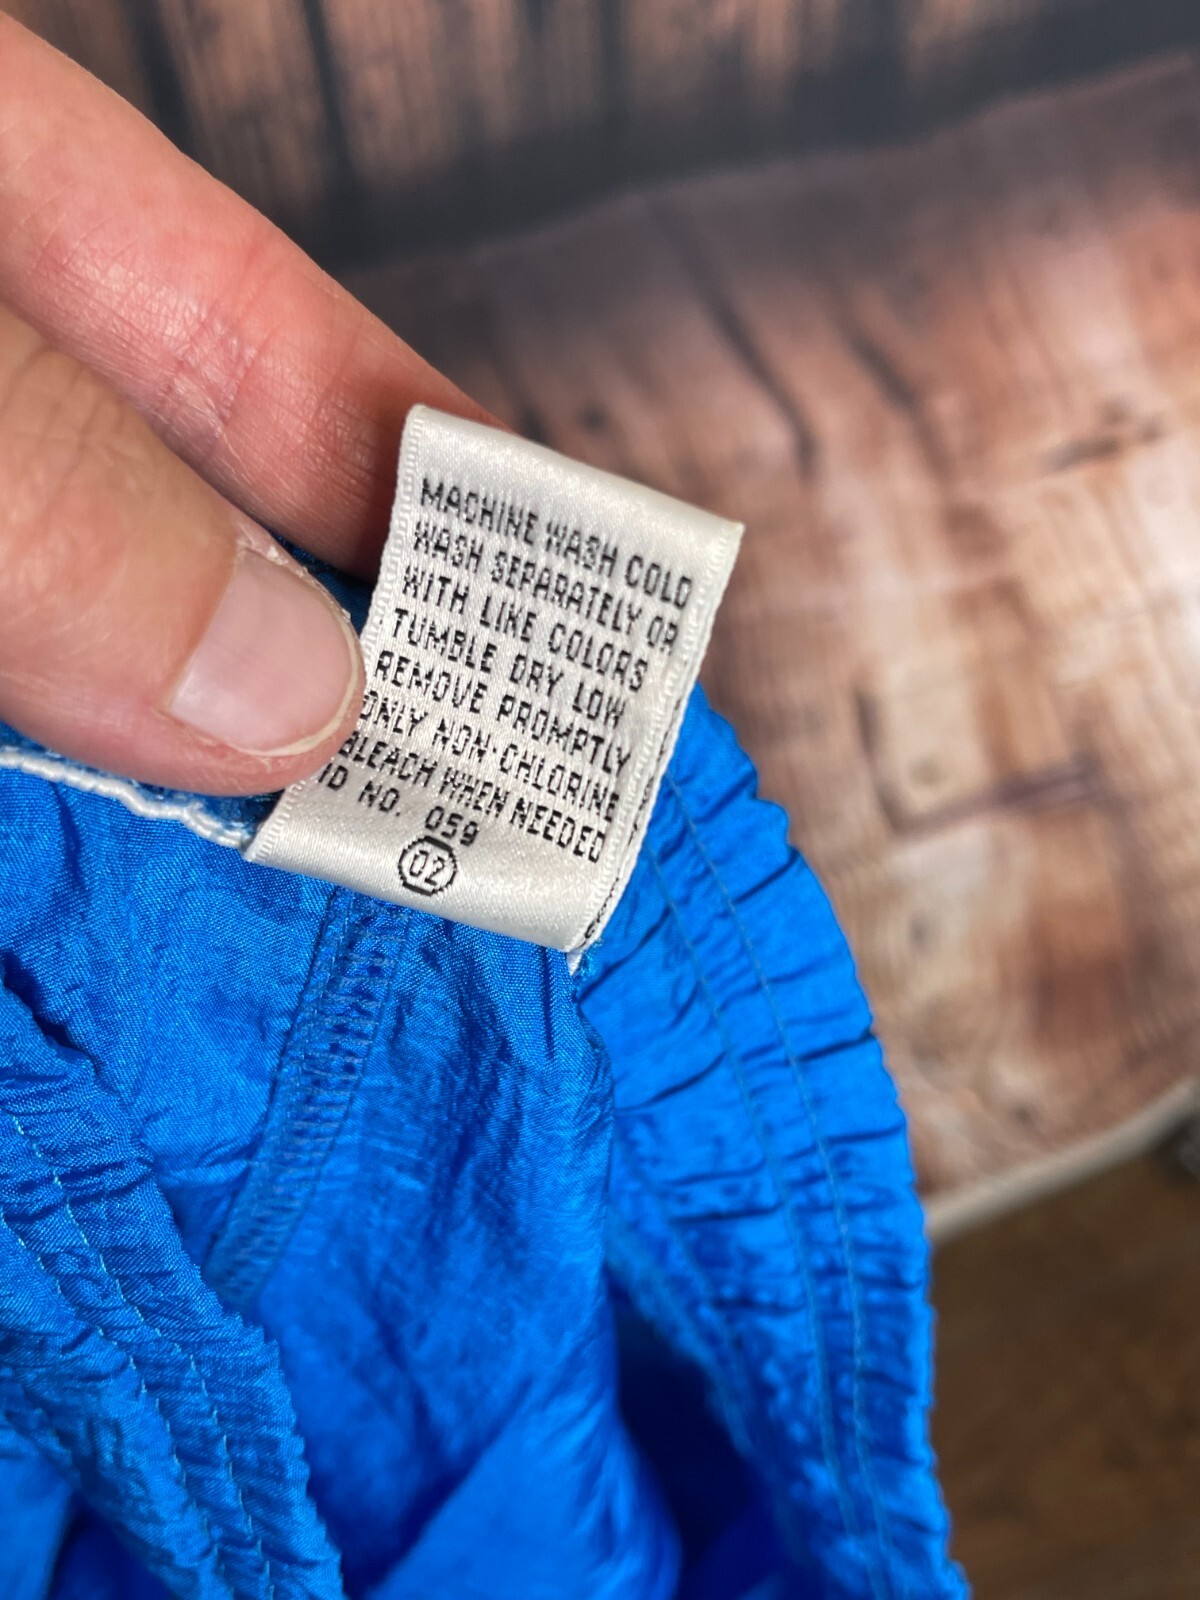 MACHINE WASH COLD
WASH SEPARATELY OR
WITH LIKE COLORS
TUMBLE DRY LOW
REMOVE PROMPTLY
ONLY NON-CHLORINE
BLEACH WHEN NEEDED
ID NO. 059
02